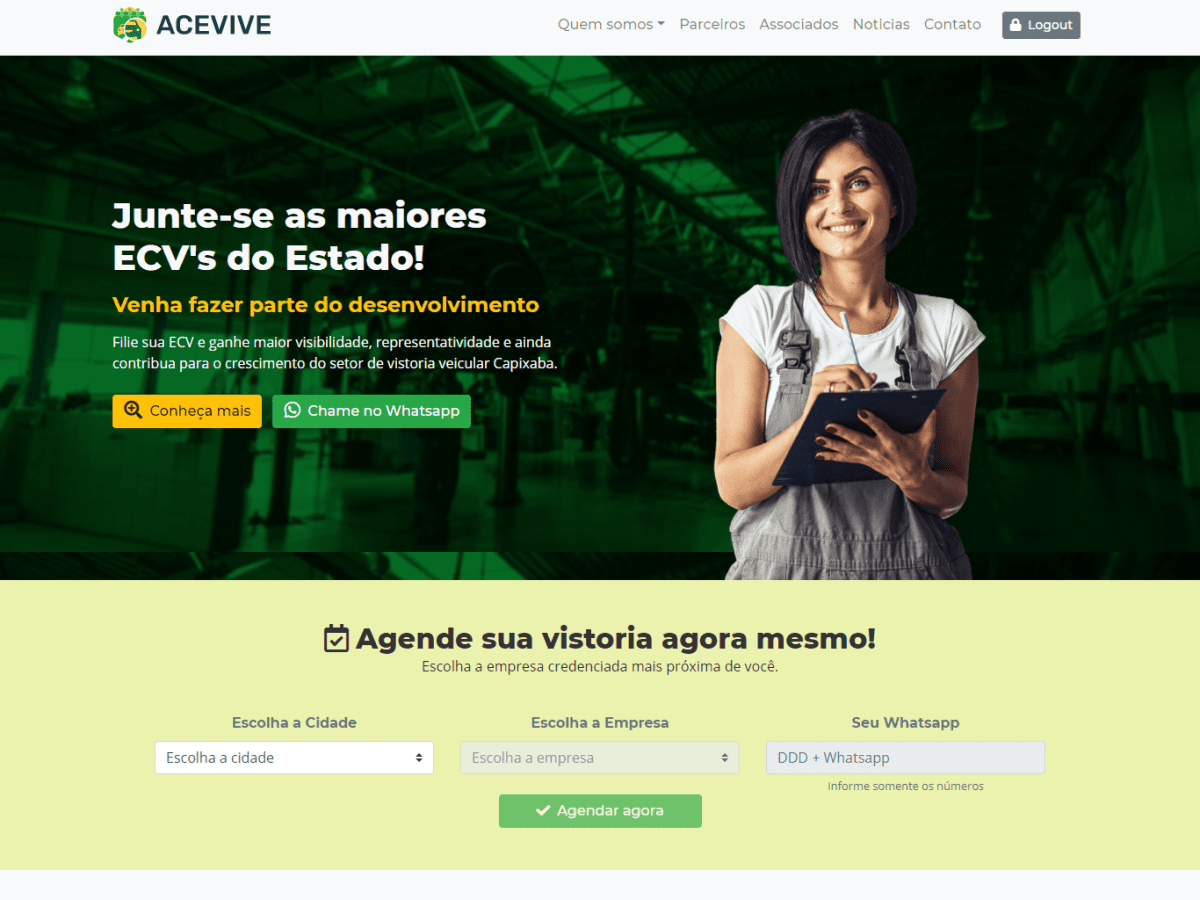 ACEVIVE
Quem somos
Parceiros
Associados
Noticias
Contato
Logout
Junte-se as maiores
ECV's do Estado!
Venha fazer parte do desenvolvimento
Filie sua ECV e ganhe maior visibilidade, representatividade e ainda
contribua para o crescimento do setor de vistoria veicular Capixaba.
Conheça mais
Chame no Whatsapp
Agende sua vistoria agora mesmo!
Escolha a empresa credenciada mais próxima de você.
Escolha a Cidade
Escolha a cidade
Escolha a Empresa
Escolha a empresa
Seu Whatsapp
DDD + Whatsapp
Informe somente os números
Agendar agora